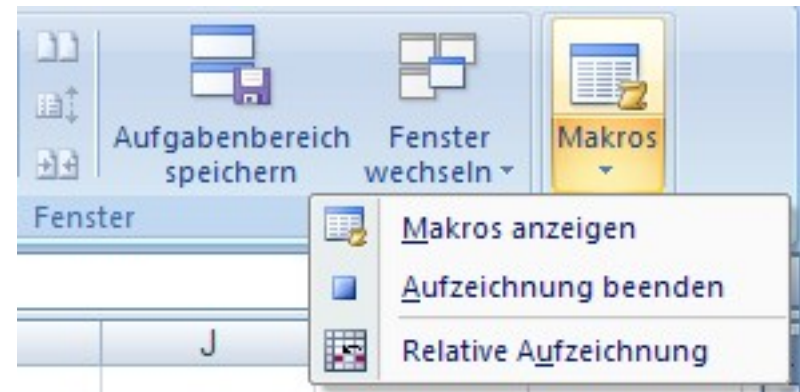 Aufgabenbereich
speichern
Fenster
wechseln
Makros
Fenster
Makros anzeigen
Aufzeichnung beenden
Relative Aufzeichnung
J